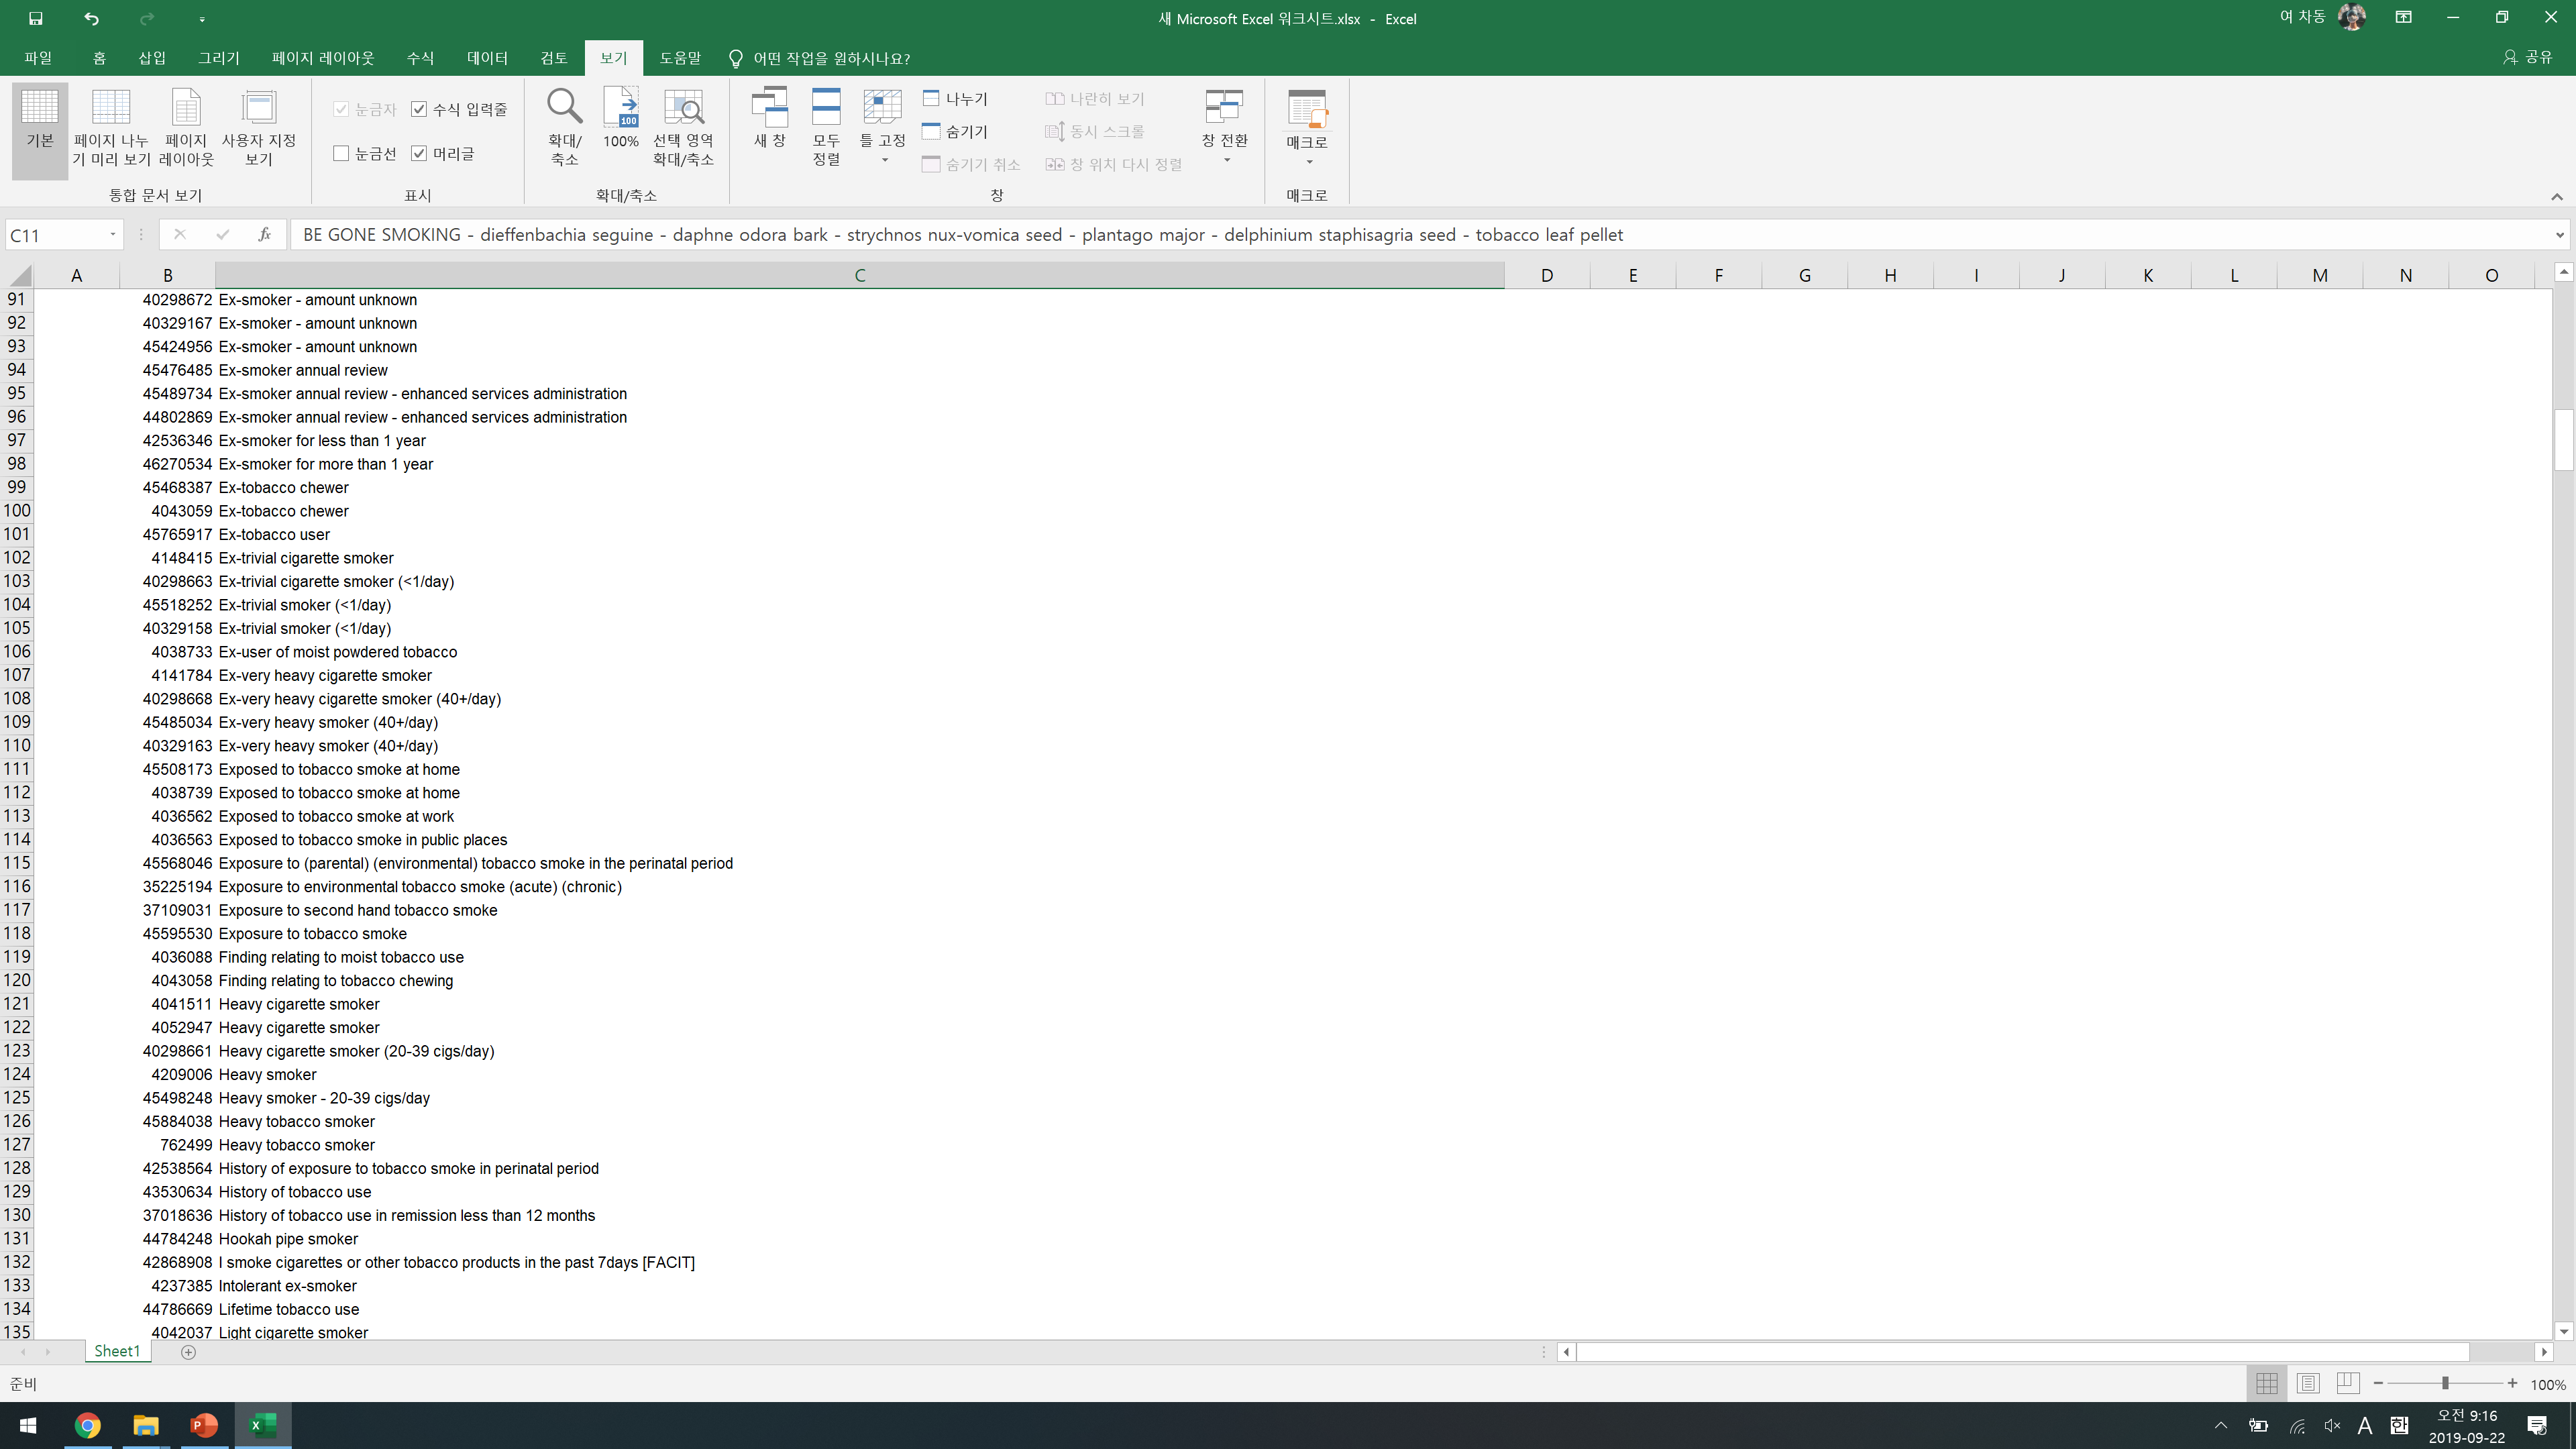 새 Microsoft Excel 워크시트.xlsx - Excel
여 차동
파일 홈 삽입 그리기 페이지 레이아웃 수식 데이터 검토 보기 도움말 어떤 작업을 원하시나요? 공유
기본
페이지 나누
기 미리 보기
페이지
레이아웃
사용자 지정
보기
통합 문서 보기
눈금자 수식 입력줄
눈금선 머리글
표시
확대/
축소
100
100%
선택 영역
확대/축소
확대/축소
새 창
모두
정렬
틀 고정
나누기
숨기기
숨기기 취소
나란히 보기
동시 스크롤
창 위치 다시 정렬
창 전환
창
매크로
매크로
C11 fx BE GONE SMOKING - dieffenbachia seguine - daphne odora bark - strychnos nux-vomica seed - plantago major - delphinium staphisagria seed - tobacco leaf pellet
A B C D E F G H I J K L M N O
91 40298672 Ex-smoker - amount unknown
92 40329167 Ex-smoker - amount unknown
93 45424956 Ex-smoker - amount unknown
94 45476485 Ex-smoker annual review
95 45489734 Ex-smoker annual review - enhanced services administration
96 44802869 Ex-smoker annual review - enhanced services administration
97 42536346 Ex-smoker for less than 1 year
98 46270534 Ex-smoker for more than 1 year
99 45468387 Ex-tobacco chewer
100 4043059 Ex-tobacco chewer
101 45765917 Ex-tobacco user
102 4148415 Ex-trivial cigarette smoker
103 40298663 Ex-trivial cigarette smoker (<1/day)
104 45518252 Ex-trivial smoker (<1/day)
105 40329158 Ex-trivial smoker (<1/day)
106 4038733 Ex-user of moist powdered tobacco
107 4141784 Ex-very heavy cigarette smoker
108 40298668 Ex-very heavy cigarette smoker (40+/day)
109 45485034 Ex-very heavy smoker (40+/day)
110 40329163 Ex-very heavy smoker (40+/day)
111 45508173 Exposed to tobacco smoke at home
112 4038739 Exposed to tobacco smoke at home
113 4036562 Exposed to tobacco smoke at work
114 4036563 Exposed to tobacco smoke in public places
115 45568046 Exposure to (parental) (environmental) tobacco smoke in the perinatal period
116 35225194 Exposure to environmental tobacco smoke (acute) (chronic)
117 37109031 Exposure to second hand tobacco smoke
118 45595530 Exposure to tobacco smoke
119 4036088 Finding relating to moist tobacco use
120 4043058 Finding relating to tobacco chewing
121 4041511 Heavy cigarette smoker
122 4052947 Heavy cigarette smoker
123 40298661 Heavy cigarette smoker (20-39 cigs/day)
124 4209006 Heavy smoker
125 45498248 Heavy smoker - 20-39 cigs/day
126 45884038 Heavy tobacco smoker
127 762499 Heavy tobacco smoker
128 42538564 History of exposure to tobacco smoke in perinatal period
129 43530634 History of tobacco use
130 37018636 History of tobacco use in remission less than 12 months
131 44784248 Hookah pipe smoker
132 42868908 I smoke cigarettes or other tobacco products in the past 7days [FACIT]
133 4237385 Intolerant ex-smoker
134 44786669 Lifetime tobacco use
135 4042037 Light cigarette smoker
Sheet1
준비 100%
A 한 오전 9:16
2019-09-22